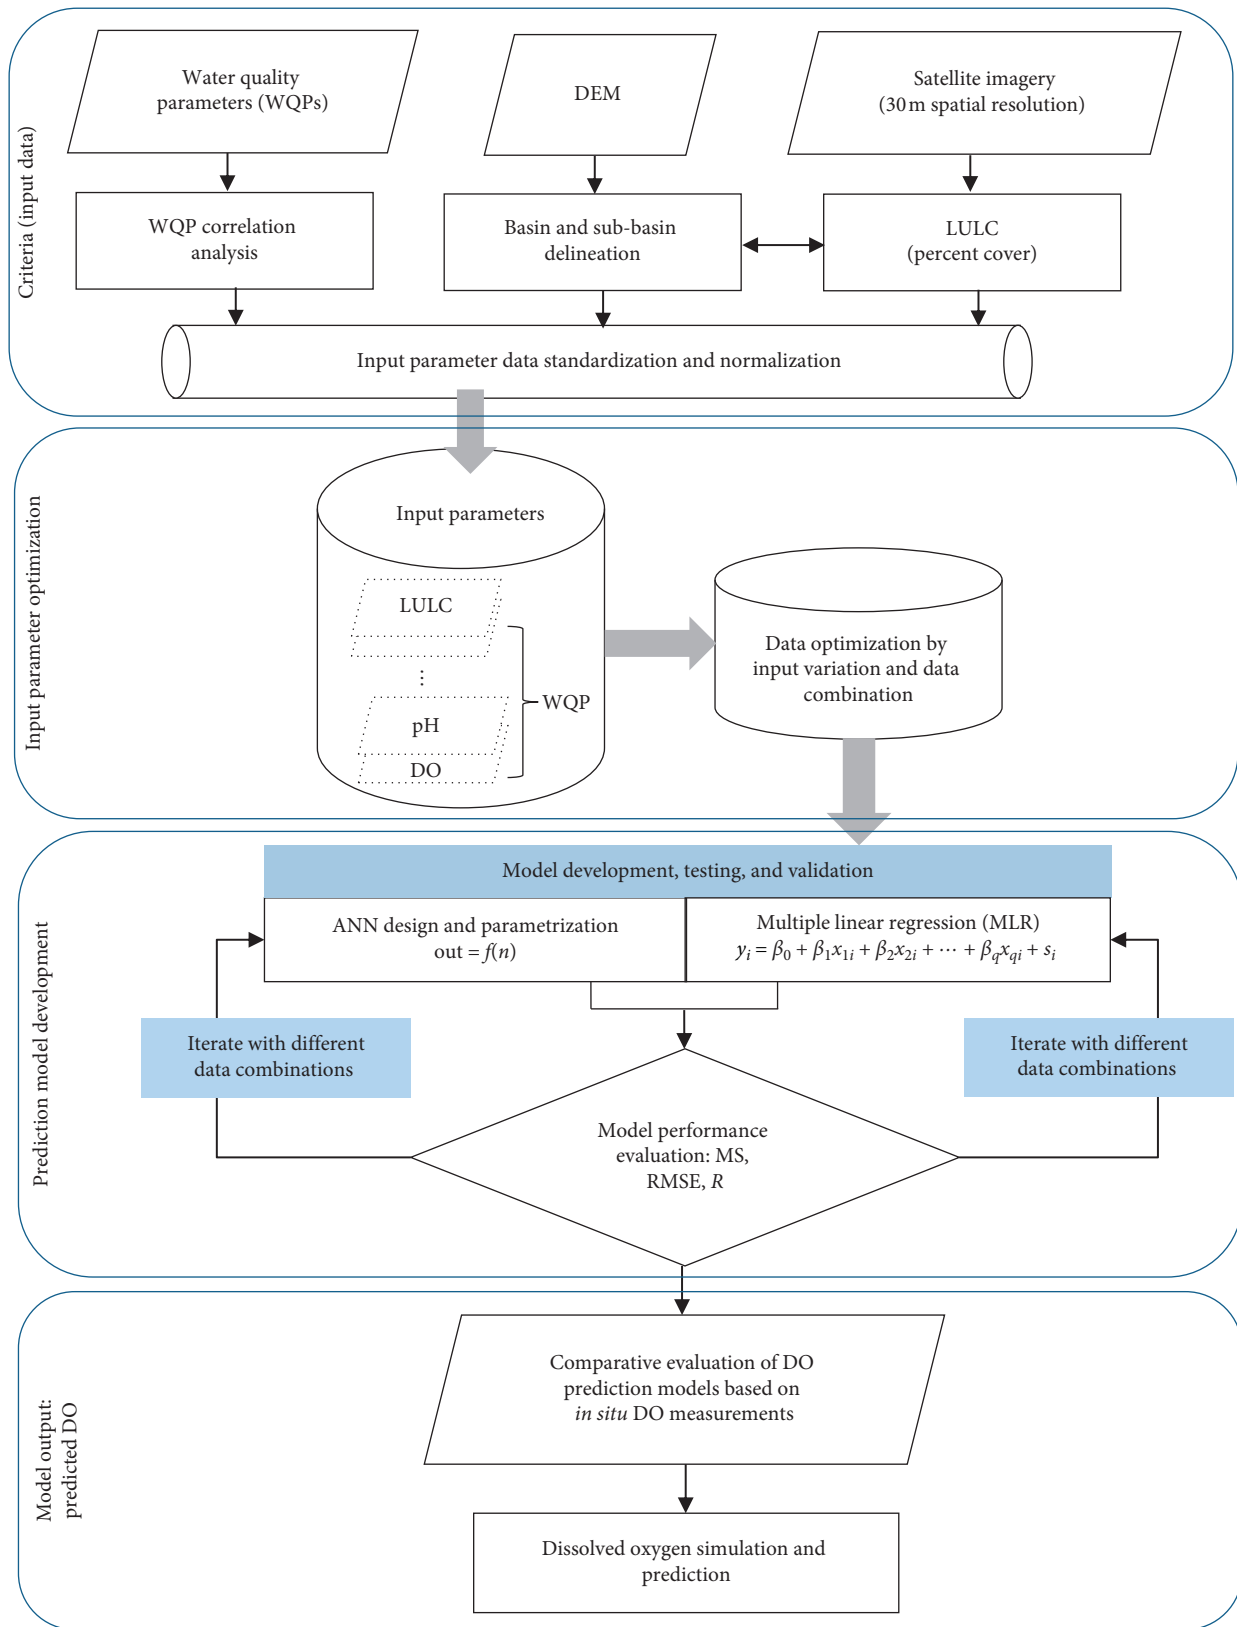 Criteria (input data)
Water quality
parameters (WQPs)
DEM
Satellite imagery
(30 m spatial resolution)
WQP correlation
analysis
Basin and sub-basin
delineation
LULC
(percent cover)
Input parameter data standardization and normalization
Input parameter optimization
Input parameters
LULC
⋮
pH
DO
WQP
Data optimization by
input variation and data
combination
Prediction model development
Model development, testing, and validation
ANN design and parametrization
out = f(n)
Multiple linear regression (MLR)
yᵢ = β₀ + β₁x₁ᵢ + β₂x₂ᵢ + ⋯ + β_q x_qi + sᵢ
Iterate with different
data combinations
Iterate with different
data combinations
Model performance
evaluation: MS,
RMSE, R
Model output:
predicted DO
Comparative evaluation of DO
prediction models based on
in situ DO measurements
Dissolved oxygen simulation and
prediction